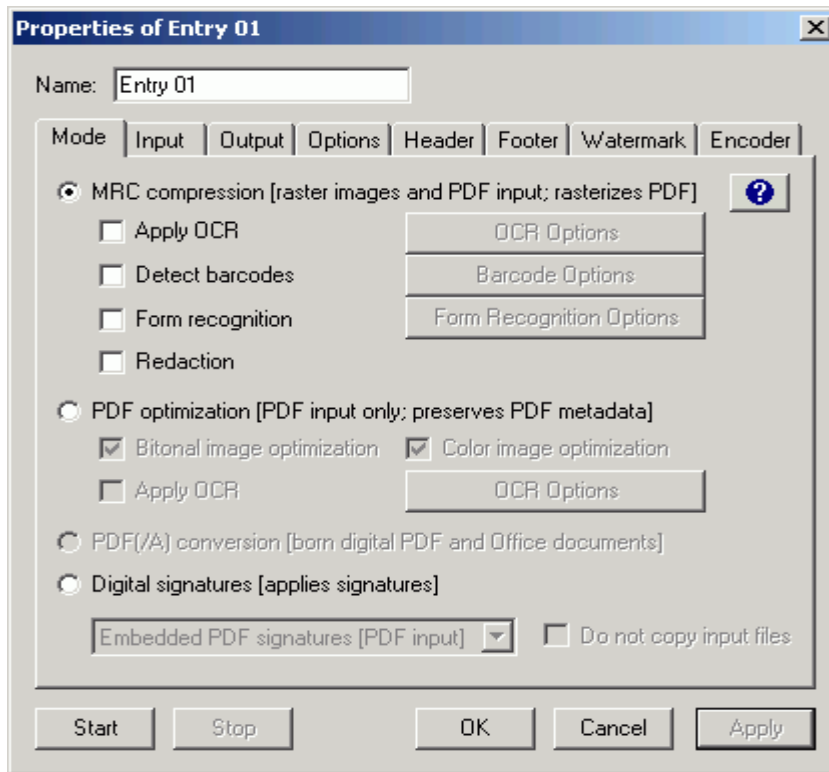 Properties of Entry 01
Name: Entry 01
Mode Input Output Options Header Footer Watermark Encoder
MRC compression [raster images and PDF input; rasterizes PDF] ?
Apply OCR OCR Options
Detect barcodes Barcode Options
Form recognition Form Recognition Options
Redaction
PDF optimization [PDF input only; preserves PDF metadata]
Bitonal image optimization Color image optimization
Apply OCR OCR Options
PDF(/A) conversion [born digital PDF and Office documents]
Digital signatures [applies signatures]
Embedded PDF signatures [PDF input] Do not copy input files
Start Stop OK Cancel Apply